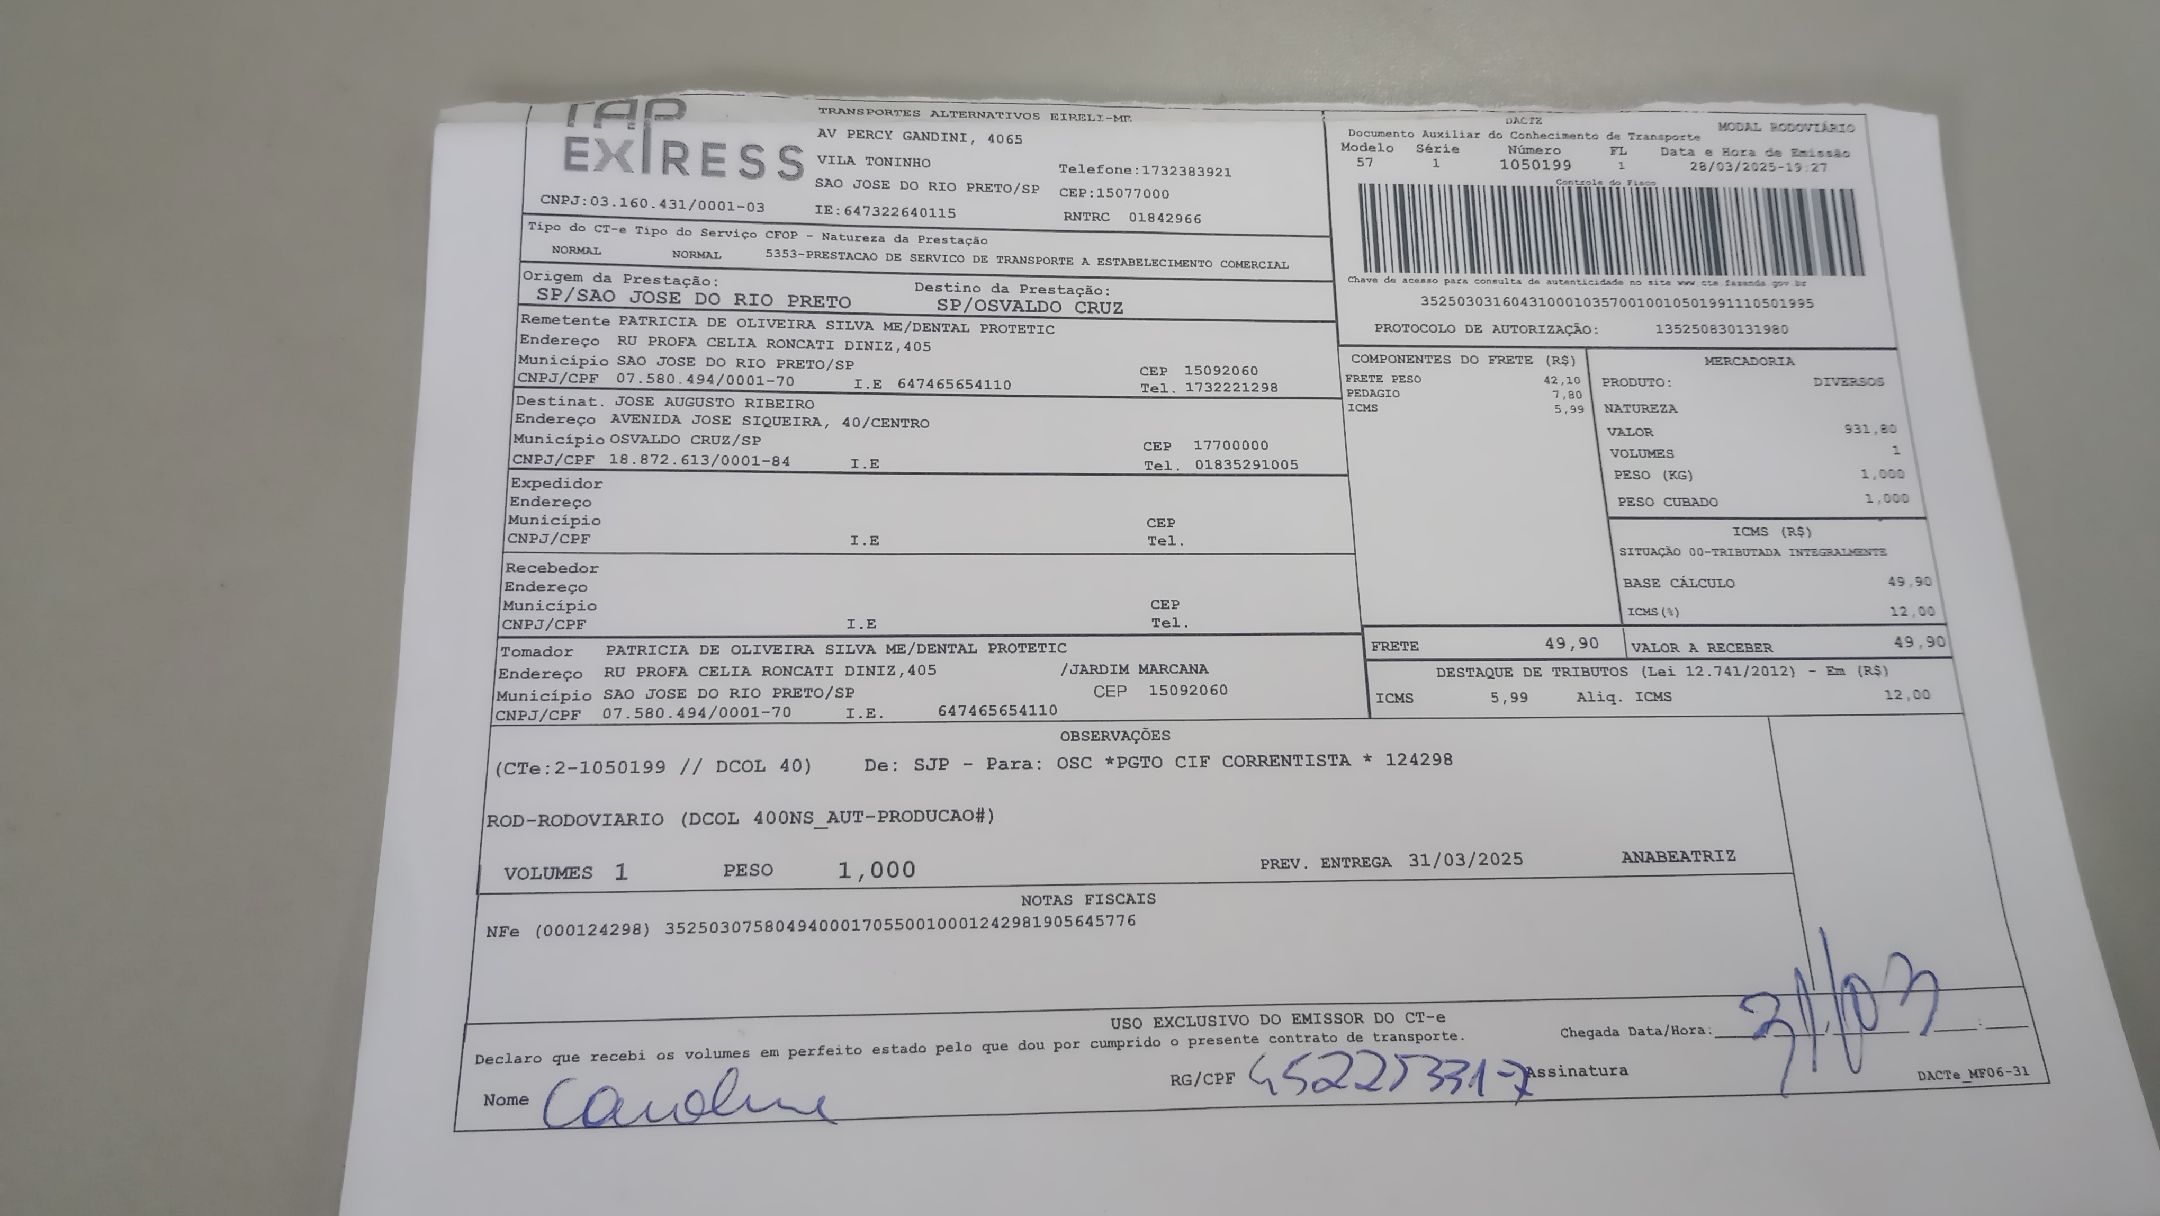 TAP
EXPRESS
TRANSPORTES ALTERNATIVOS EIRELI-ME
AV PERCY GANDINI, 4065
VILA TONINHO Telefone:1732383921
SAO JOSE DO RIO PRETO/SP CEP:15077000
CNPJ:03.160.431/0001-03 IE:647322640115 RNTRC 01842966
DACTE
Documento Auxiliar do Conhecimento de Transporte MODAL RODOVIÁRIO
Modelo Série Número FL Data e Hora de Emissão
57 1 1050199 1 28/03/2025-19:27
Controle do Fisco
Chave de acesso para consulta de autenticidade no site www cte fazenda gov br
35250303160431000103570010010501991110501995
PROTOCOLO DE AUTORIZAÇÃO: 135250830131980
Tipo do CT-e Tipo do Serviço CFOP - Natureza da Prestação
NORMAL NORMAL 5353-PRESTACAO DE SERVICO DE TRANSPORTE A ESTABELECIMENTO COMERCIAL
Origem da Prestação: Destino da Prestação:
SP/SAO JOSE DO RIO PRETO SP/OSVALDO CRUZ
Remetente PATRICIA DE OLIVEIRA SILVA ME/DENTAL PROTETIC
Endereço RU PROFA CELIA RONCATI DINIZ,405
Município SAO JOSE DO RIO PRETO/SP CEP 15092060
CNPJ/CPF 07.580.494/0001-70 I.E 647465654110 Tel. 1732221298
Destinat. JOSE AUGUSTO RIBEIRO
Endereço AVENIDA JOSE SIQUEIRA, 40/CENTRO
Município OSVALDO CRUZ/SP CEP 17700000
CNPJ/CPF 18.872.613/0001-84 I.E Tel. 01835291005
Expedidor
Endereço
Município CEP
CNPJ/CPF I.E Tel.
Recebedor
Endereço
Município CEP
CNPJ/CPF I.E Tel.
Tomador PATRICIA DE OLIVEIRA SILVA ME/DENTAL PROTETIC
Endereço RU PROFA CELIA RONCATI DINIZ,405 /JARDIM MARCANA
Município SAO JOSE DO RIO PRETO/SP CEP 15092060
CNPJ/CPF 07.580.494/0001-70 I.E. 647465654110
COMPONENTES DO FRETE (R$)
FRETE PESO 42,10
PEDAGIO 7,80
ICMS 5,99
MERCADORIA
PRODUTO: DIVERSOS
NATUREZA
VALOR 931,80
VOLUMES 1
PESO (KG) 1,000
PESO CUBADO 1,000
ICMS (R$)
SITUAÇÃO 00-TRIBUTADA INTEGRALMENTE
BASE CÁLCULO 49,90
ICMS(%) 12,00
FRETE 49,90 VALOR A RECEBER 49,90
DESTAQUE DE TRIBUTOS (Lei 12.741/2012) - Em (R$)
ICMS 5,99 Aliq. ICMS 12,00
OBSERVAÇÕES
(CTe:2-1050199 // DCOL 40) De: SJP - Para: OSC *PGTO CIF CORRENTISTA * 124298
ROD-RODOVIARIO (DCOL 400NS_AUT-PRODUCAO#)
VOLUMES 1 PESO 1,000 PREV. ENTREGA 31/03/2025 ANABEATRIZ
NOTAS FISCAIS
NFe (000124298) 35250307580494000170550010001242981905645776
USO EXCLUSIVO DO EMISSOR DO CT-e
Declaro que recebi os volumes em perfeito estado pelo que dou por cumprido o presente contrato de transporte. Chegada Data/Hora: 31/03
Nome Caroline RG/CPF Assinatura DACTe_MF06-31